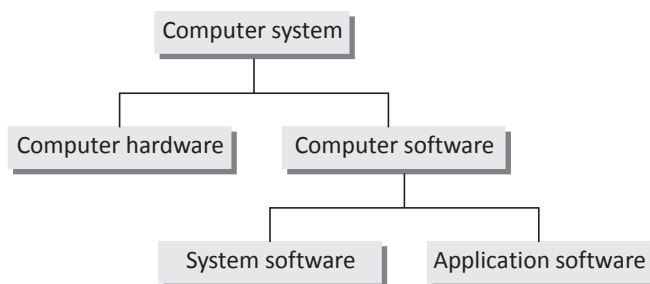 Computer system
Computer hardware
Computer software
System software
Application software